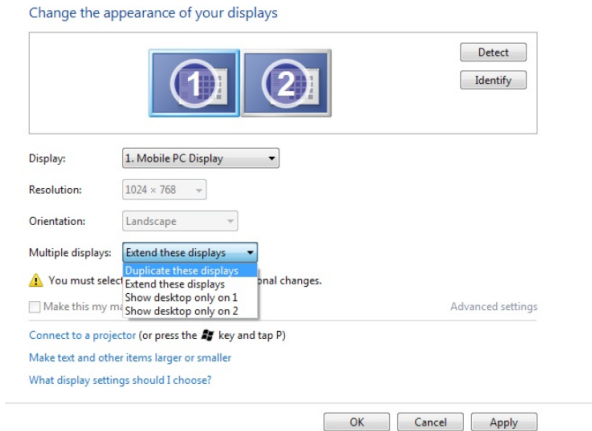 Change the appearance of your displays
1 2
Detect
Identify
Display: 1. Mobile PC Display
Resolution: 1024 × 768
Orientation: Landscape
Multiple displays: Extend these displays
Duplicate these displays
You must select onal changes.
Extend these displays
Show desktop only on 1
Make this my ma Advanced settings
Show desktop only on 2
Connect to a projector (or press the key and tap P)
Make text and other items larger or smaller
What display settings should I choose?
OK Cancel Apply